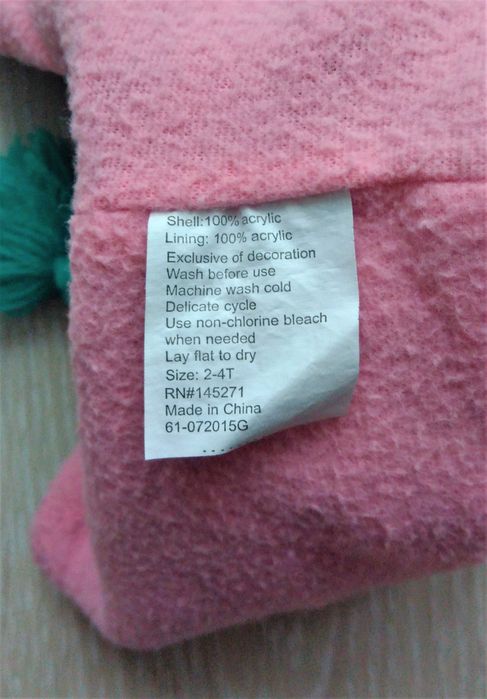 Shell:100% acrylic
Lining: 100% acrylic
Exclusive of decoration
Wash before use
Machine wash cold
Delicate cycle
Use non-chlorine bleach
when needed
Lay flat to dry
Size: 2-4T
RN#145271
Made in China
61-072015G